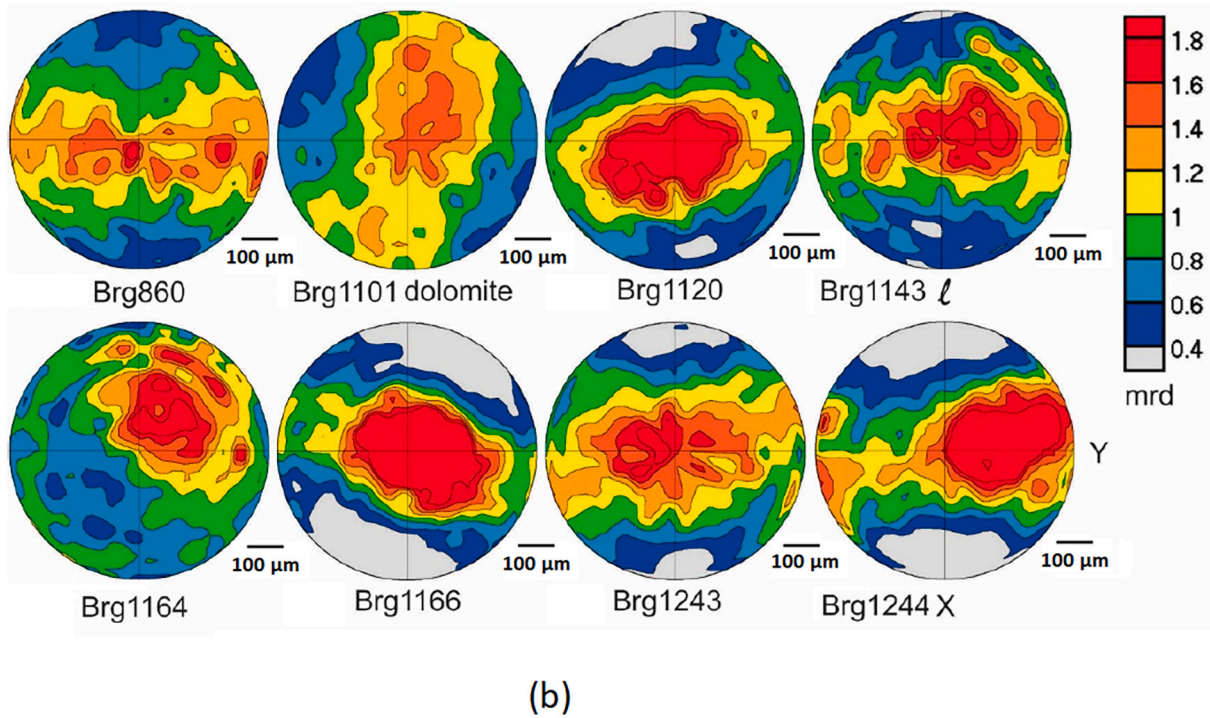 100 μm 100 μm 100 μm 100 μm
Brg860 Brg1101 dolomite Brg1120 Brg1143 ℓ
1.8
1.6
1.4
1.2
1
0.8
0.6
0.4
mrd
Y
100 μm 100 μm 100 μm 100 μm
Brg1164 Brg1166 Brg1243 Brg1244 X
(b)